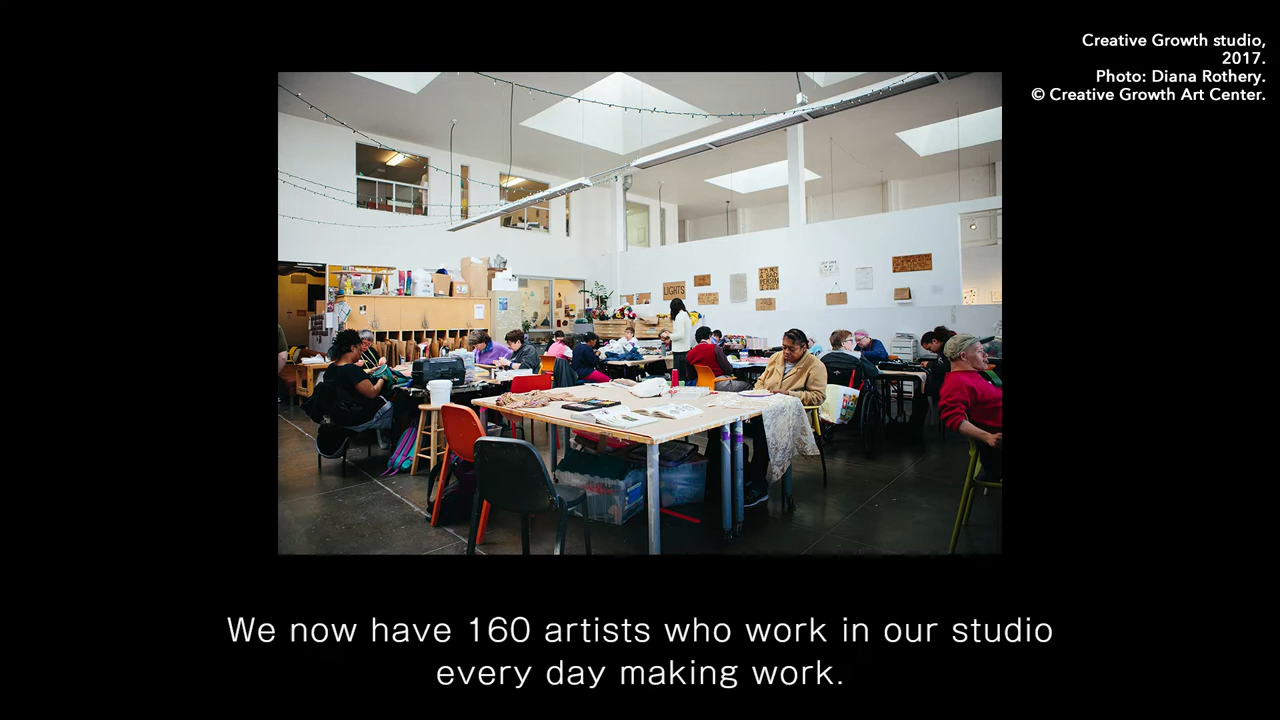 Creative Growth studio,
2017.
Photo: Diana Rothery.
© Creative Growth Art Center.
LIGHTS
We now have 160 artists who work in our studio
every day making work.